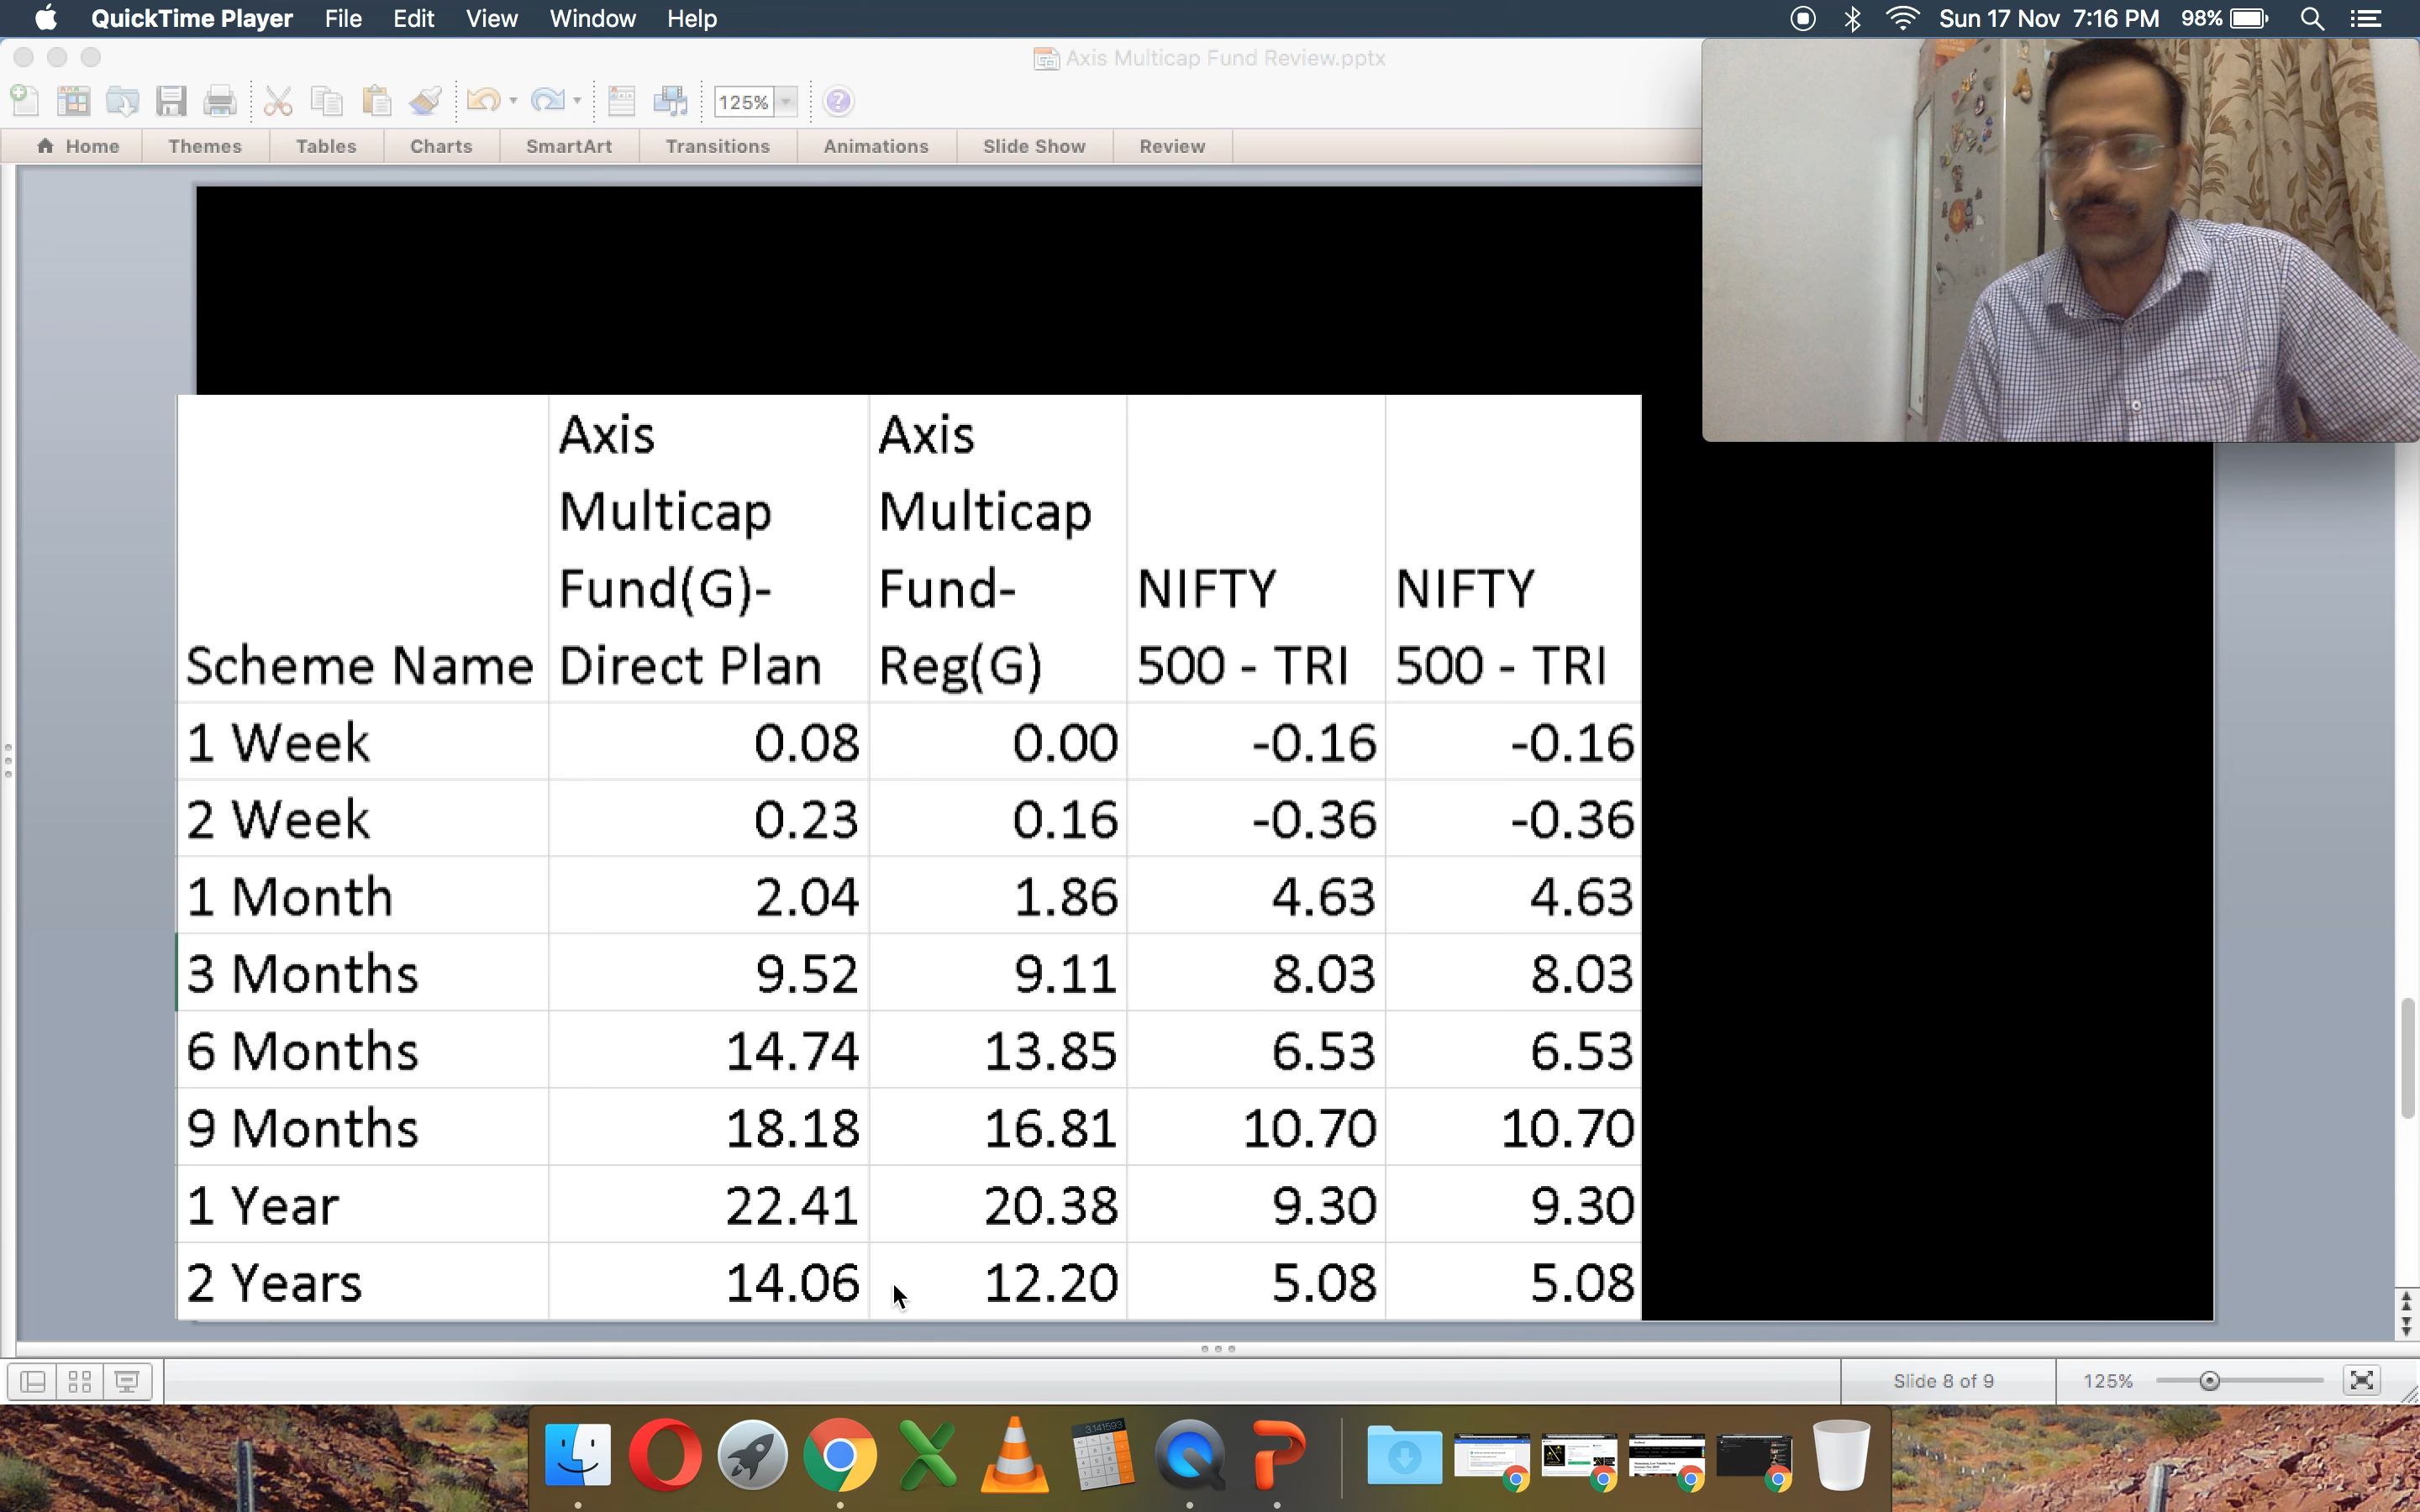 QuickTime Player File Edit View Window Help Sun 17 Nov 7:16 PM 98%
Axis Multicap Fund Review.pptx
125%
Home Themes Tables Charts SmartArt Transitions Animations Slide Show Review
Scheme Name Axis Multicap Fund(G)- Direct Plan Axis Multicap Fund- Reg(G) NIFTY 500 - TRI NIFTY 500 - TRI
1 Week 0.08 0.00 -0.16 -0.16
2 Week 0.23 0.16 -0.36 -0.36
1 Month 2.04 1.86 4.63 4.63
3 Months 9.52 9.11 8.03 8.03
6 Months 14.74 13.85 6.53 6.53
9 Months 18.18 16.81 10.70 10.70
1 Year 22.41 20.38 9.30 9.30
2 Years 14.06 12.20 5.08 5.08
Slide 8 of 9 125%
3.141593